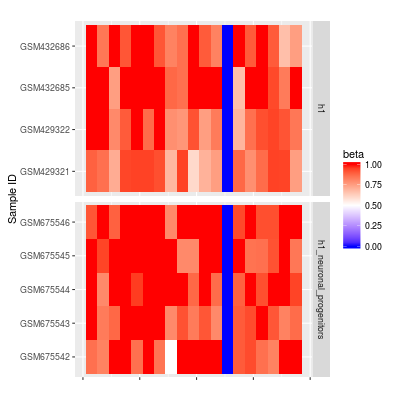 GSM432686
GSM432685
GSM429322
GSM429321
h1
GSM675546
GSM675545
GSM675544
GSM675543
GSM675542
h1_neuronal_progenitors
Sample ID
beta
1.00
0.75
0.50
0.25
0.00